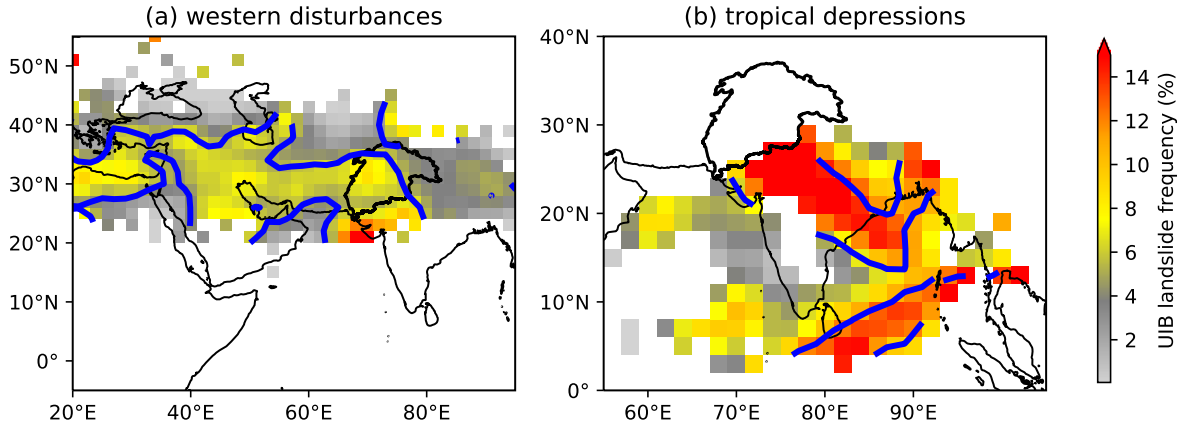 (a) western disturbances
(b) tropical depressions
50°N
40°N
30°N
20°N
10°N
0°
20°E
40°E
60°E
80°E
40°N
30°N
20°N
10°N
0°
60°E
70°E
80°E
90°E
14
12
10
8
6
4
2
UIB landslide frequency (%)